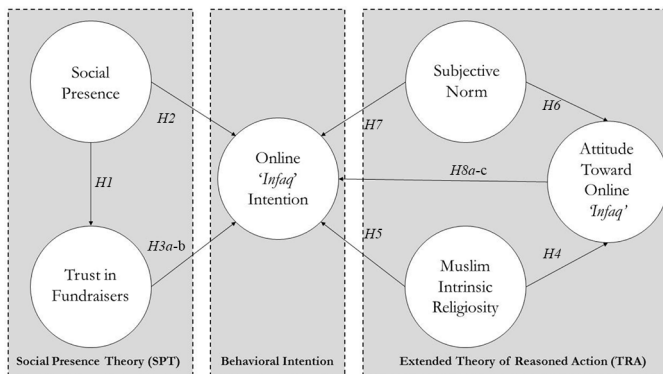 Social
Presence
H2
H1
Trust in
Fundraisers
H3a-b
Social Presence Theory (SPT)
Online
'Infaq'
Intention
Behavioral Intention
Subjective
Norm
H7
H6
Attitude
Toward
Online
'Infaq'
H8a-c
H5
H4
Muslim
Intrinsic
Religiosity
Extended Theory of Reasoned Action (TRA)